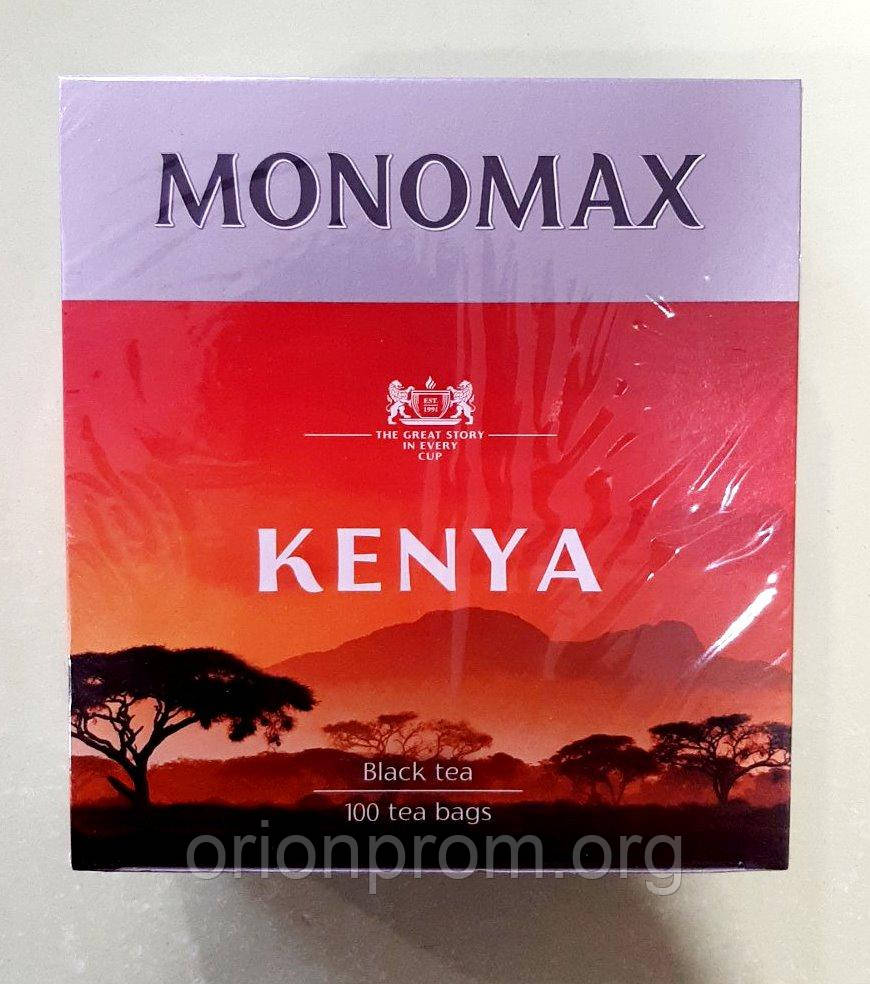 MONOMAX
EST.
1991
THE GREAT STORY
IN EVERY
CUP
KENYA
Black tea
100 tea bags
orionprom.org